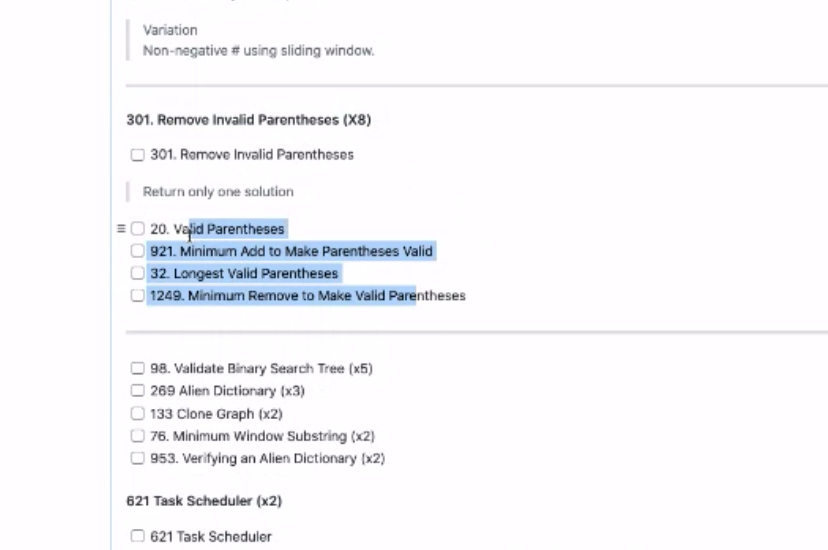 Variation
Non-negative # using sliding window.
301. Remove Invalid Parentheses (X8)
301. Remove Invalid Parentheses
Return only one solution
20. Valid Parentheses
921. Minimum Add to Make Parentheses Valid
32. Longest Valid Parentheses
1249. Minimum Remove to Make Valid Parentheses
98. Validate Binary Search Tree (x5)
269 Alien Dictionary (x3)
133 Clone Graph (x2)
76. Minimum Window Substring (x2)
953. Verifying an Alien Dictionary (x2)
621 Task Scheduler (x2)
621 Task Scheduler